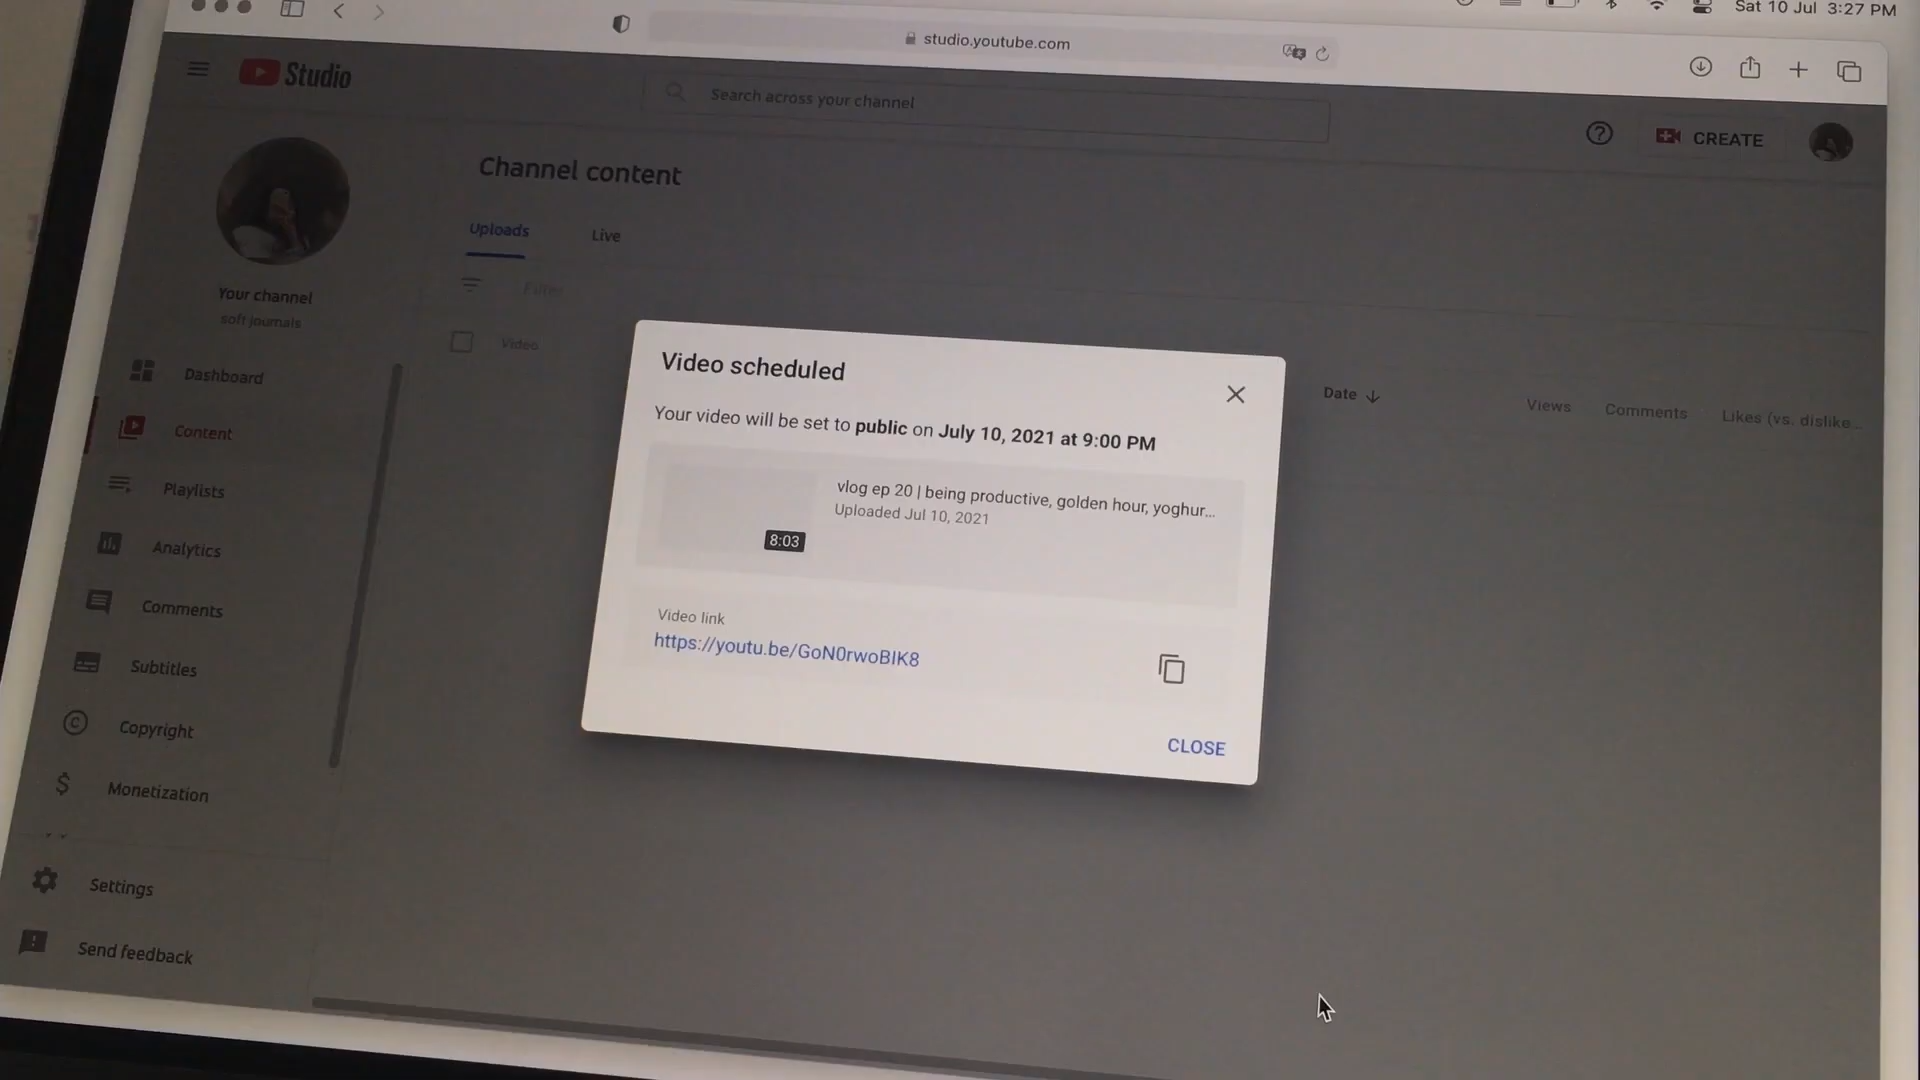 Sat 10 Jul 3:27 PM
studio.youtube.com
Studio
Search across your channel
CREATE
Channel content
Uploads
Live
Your channel
soft journals
Filter
Video
Date
Views
Comments
Likes (vs. dislike...
Dashboard
Content
Playlists
Analytics
Comments
Subtitles
Copyright
Monetization
Settings
Send feedback
Video scheduled
Your video will be set to public on July 10, 2021 at 9:00 PM
8:03
vlog ep 20 | being productive, golden hour, yoghur...
Uploaded Jul 10, 2021
Video link
https://youtu.be/GoN0rwoBIK8
CLOSE